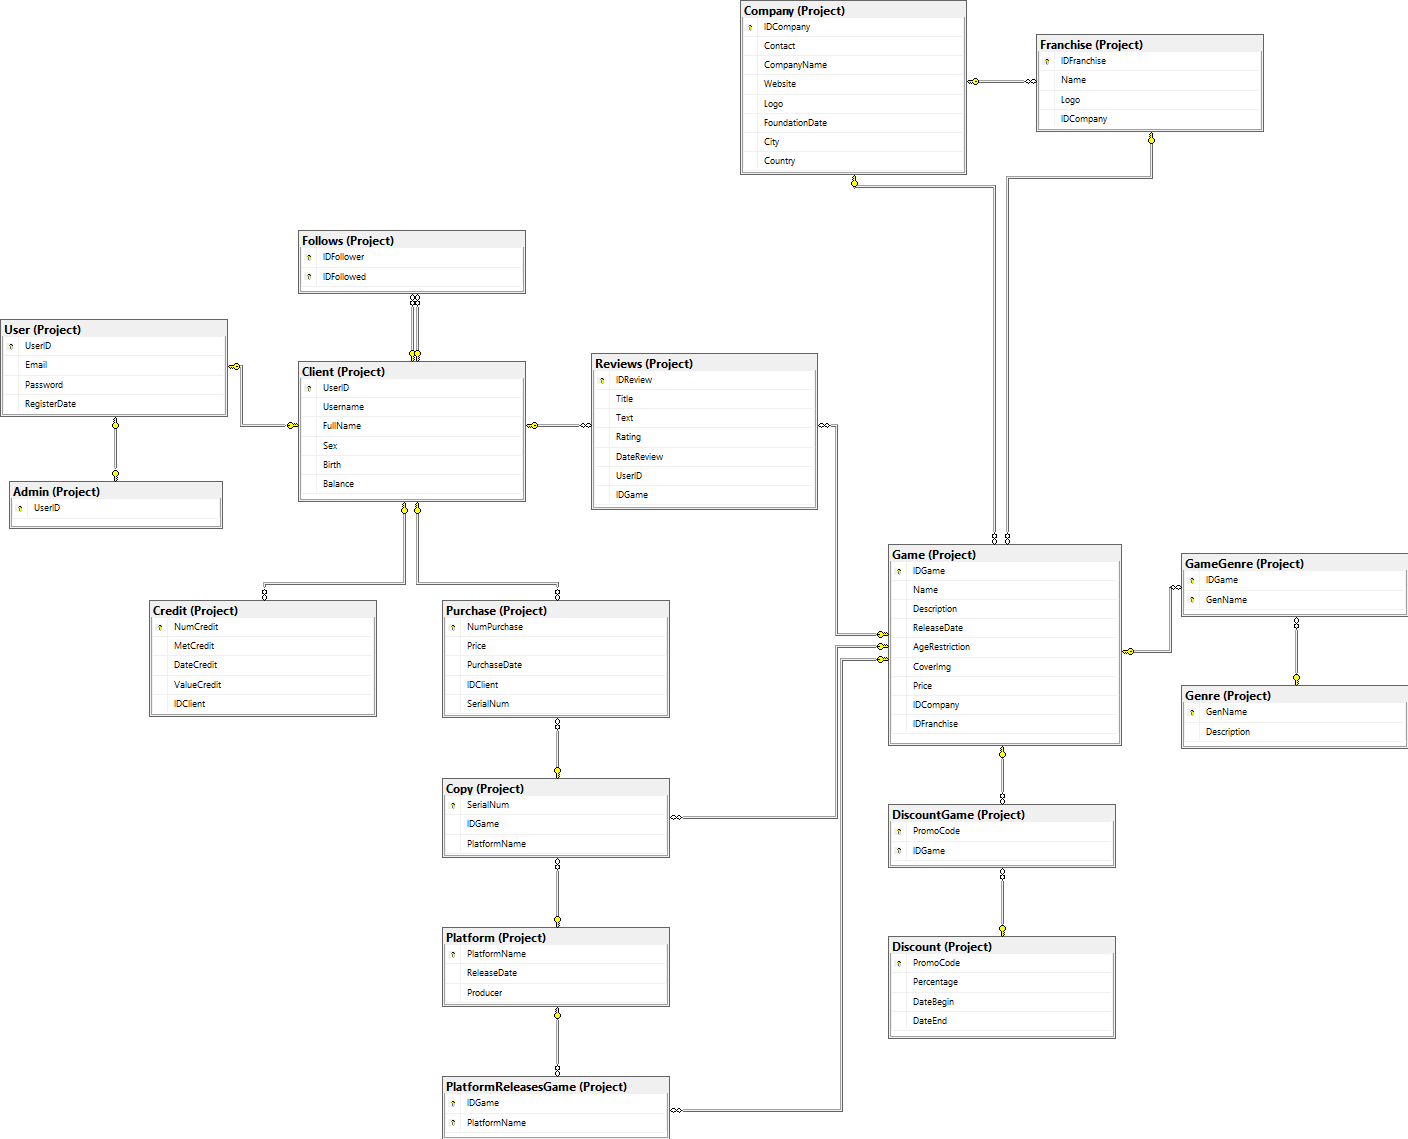 Company (Project)
IDCompany
Contact
CompanyName
Website
Logo
FoundationDate
City
Country
Franchise (Project)
IDFranchise
Name
Logo
IDCompany
Follows (Project)
IDFollower
IDFollowed
User (Project)
UserID
Email
Password
RegisterDate
Client (Project)
UserID
Username
FullName
Sex
Birth
Balance
Reviews (Project)
IDReview
Title
Text
Rating
DateReview
UserID
IDGame
Admin (Project)
UserID
Game (Project)
IDGame
Name
Description
ReleaseDate
AgeRestriction
CoverImg
Price
IDCompany
IDFranchise
GameGenre (Project)
IDGame
GenName
Genre (Project)
GenName
Description
Credit (Project)
NumCredit
MetCredit
DateCredit
ValueCredit
IDClient
Purchase (Project)
NumPurchase
Price
PurchaseDate
IDClient
SerialNum
Copy (Project)
SerialNum
IDGame
PlatformName
DiscountGame (Project)
PromoCode
IDGame
Platform (Project)
PlatformName
ReleaseDate
Producer
Discount (Project)
PromoCode
Percentage
DateBegin
DateEnd
PlatformReleasesGame (Project)
IDGame
PlatformName